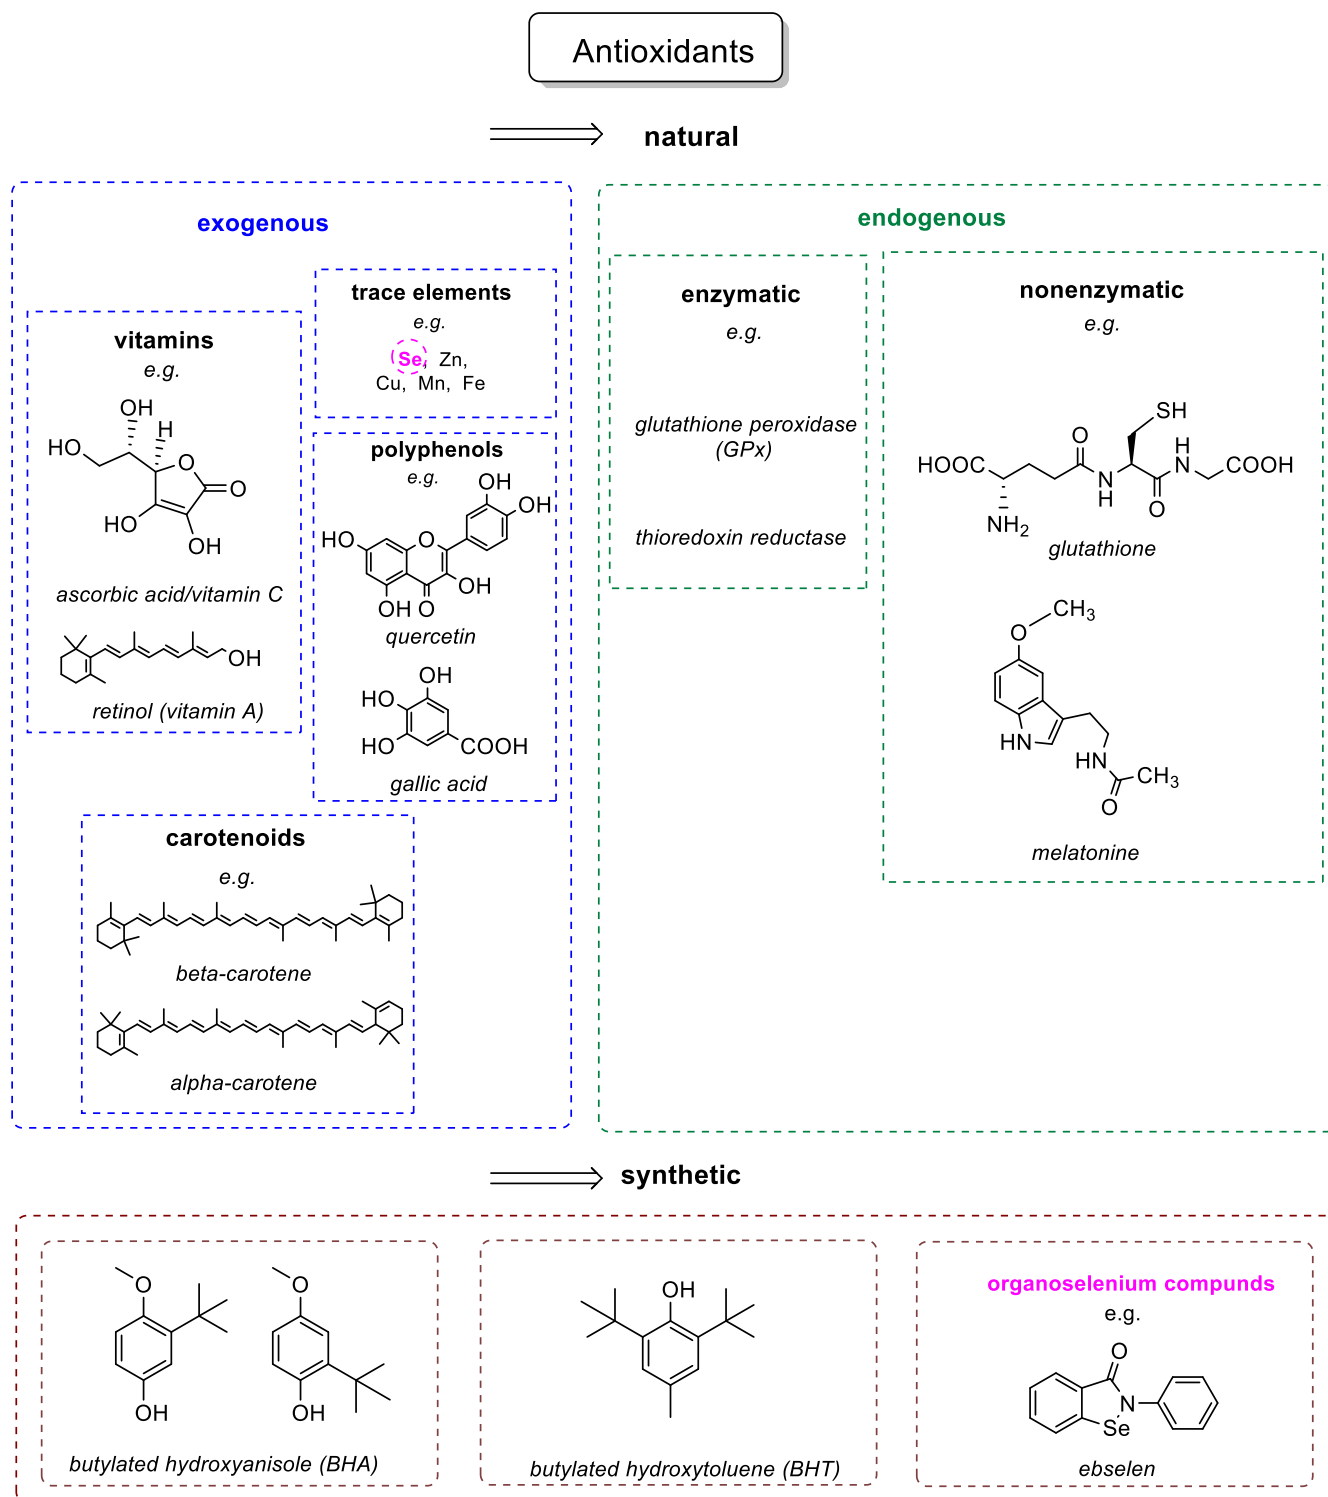 Antioxidants
natural
exogenous
vitamins
e.g.
OH
H
HO
O
O
HO
OH
ascorbic acid/vitamin C
OH
retinol (vitamin A)
trace elements
e.g.
Se, Zn,
Cu, Mn, Fe
polyphenols
e.g.
OH
OH
HO
O
OH
OH
O
quercetin
OH
HO
HO
COOH
gallic acid
carotenoids
e.g.
beta-carotene
alpha-carotene
endogenous
enzymatic
e.g.
glutathione peroxidase
(GPx)
thioredoxin reductase
nonenzymatic
e.g.
SH
O
H
N
HOOC
COOH
N
H
O
NH2
glutathione
CH3
O
HN
HN
CH3
O
melatonine
synthetic
O
O
OH
OH
butylated hydroxyanisole (BHA)
OH
butylated hydroxytoluene (BHT)
organoselenium compunds
e.g.
O
N
Se
ebselen